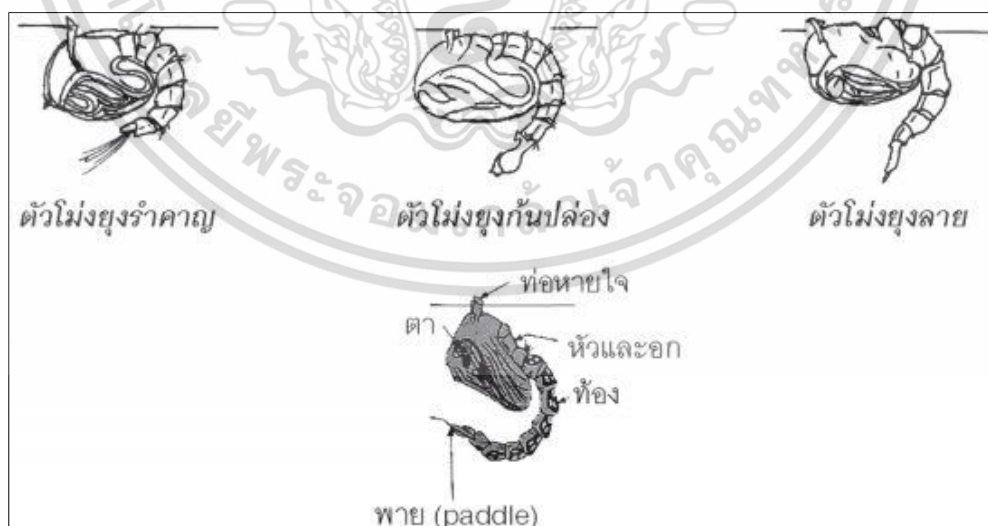 ตัวโม่งยุงรำคาญ ตัวโม่งยุงก้นปล่อง ตัวโม่งยุงลาย
ท่อหายใจ
ตา
หัวและอก
ท้อง
พาย (paddle)